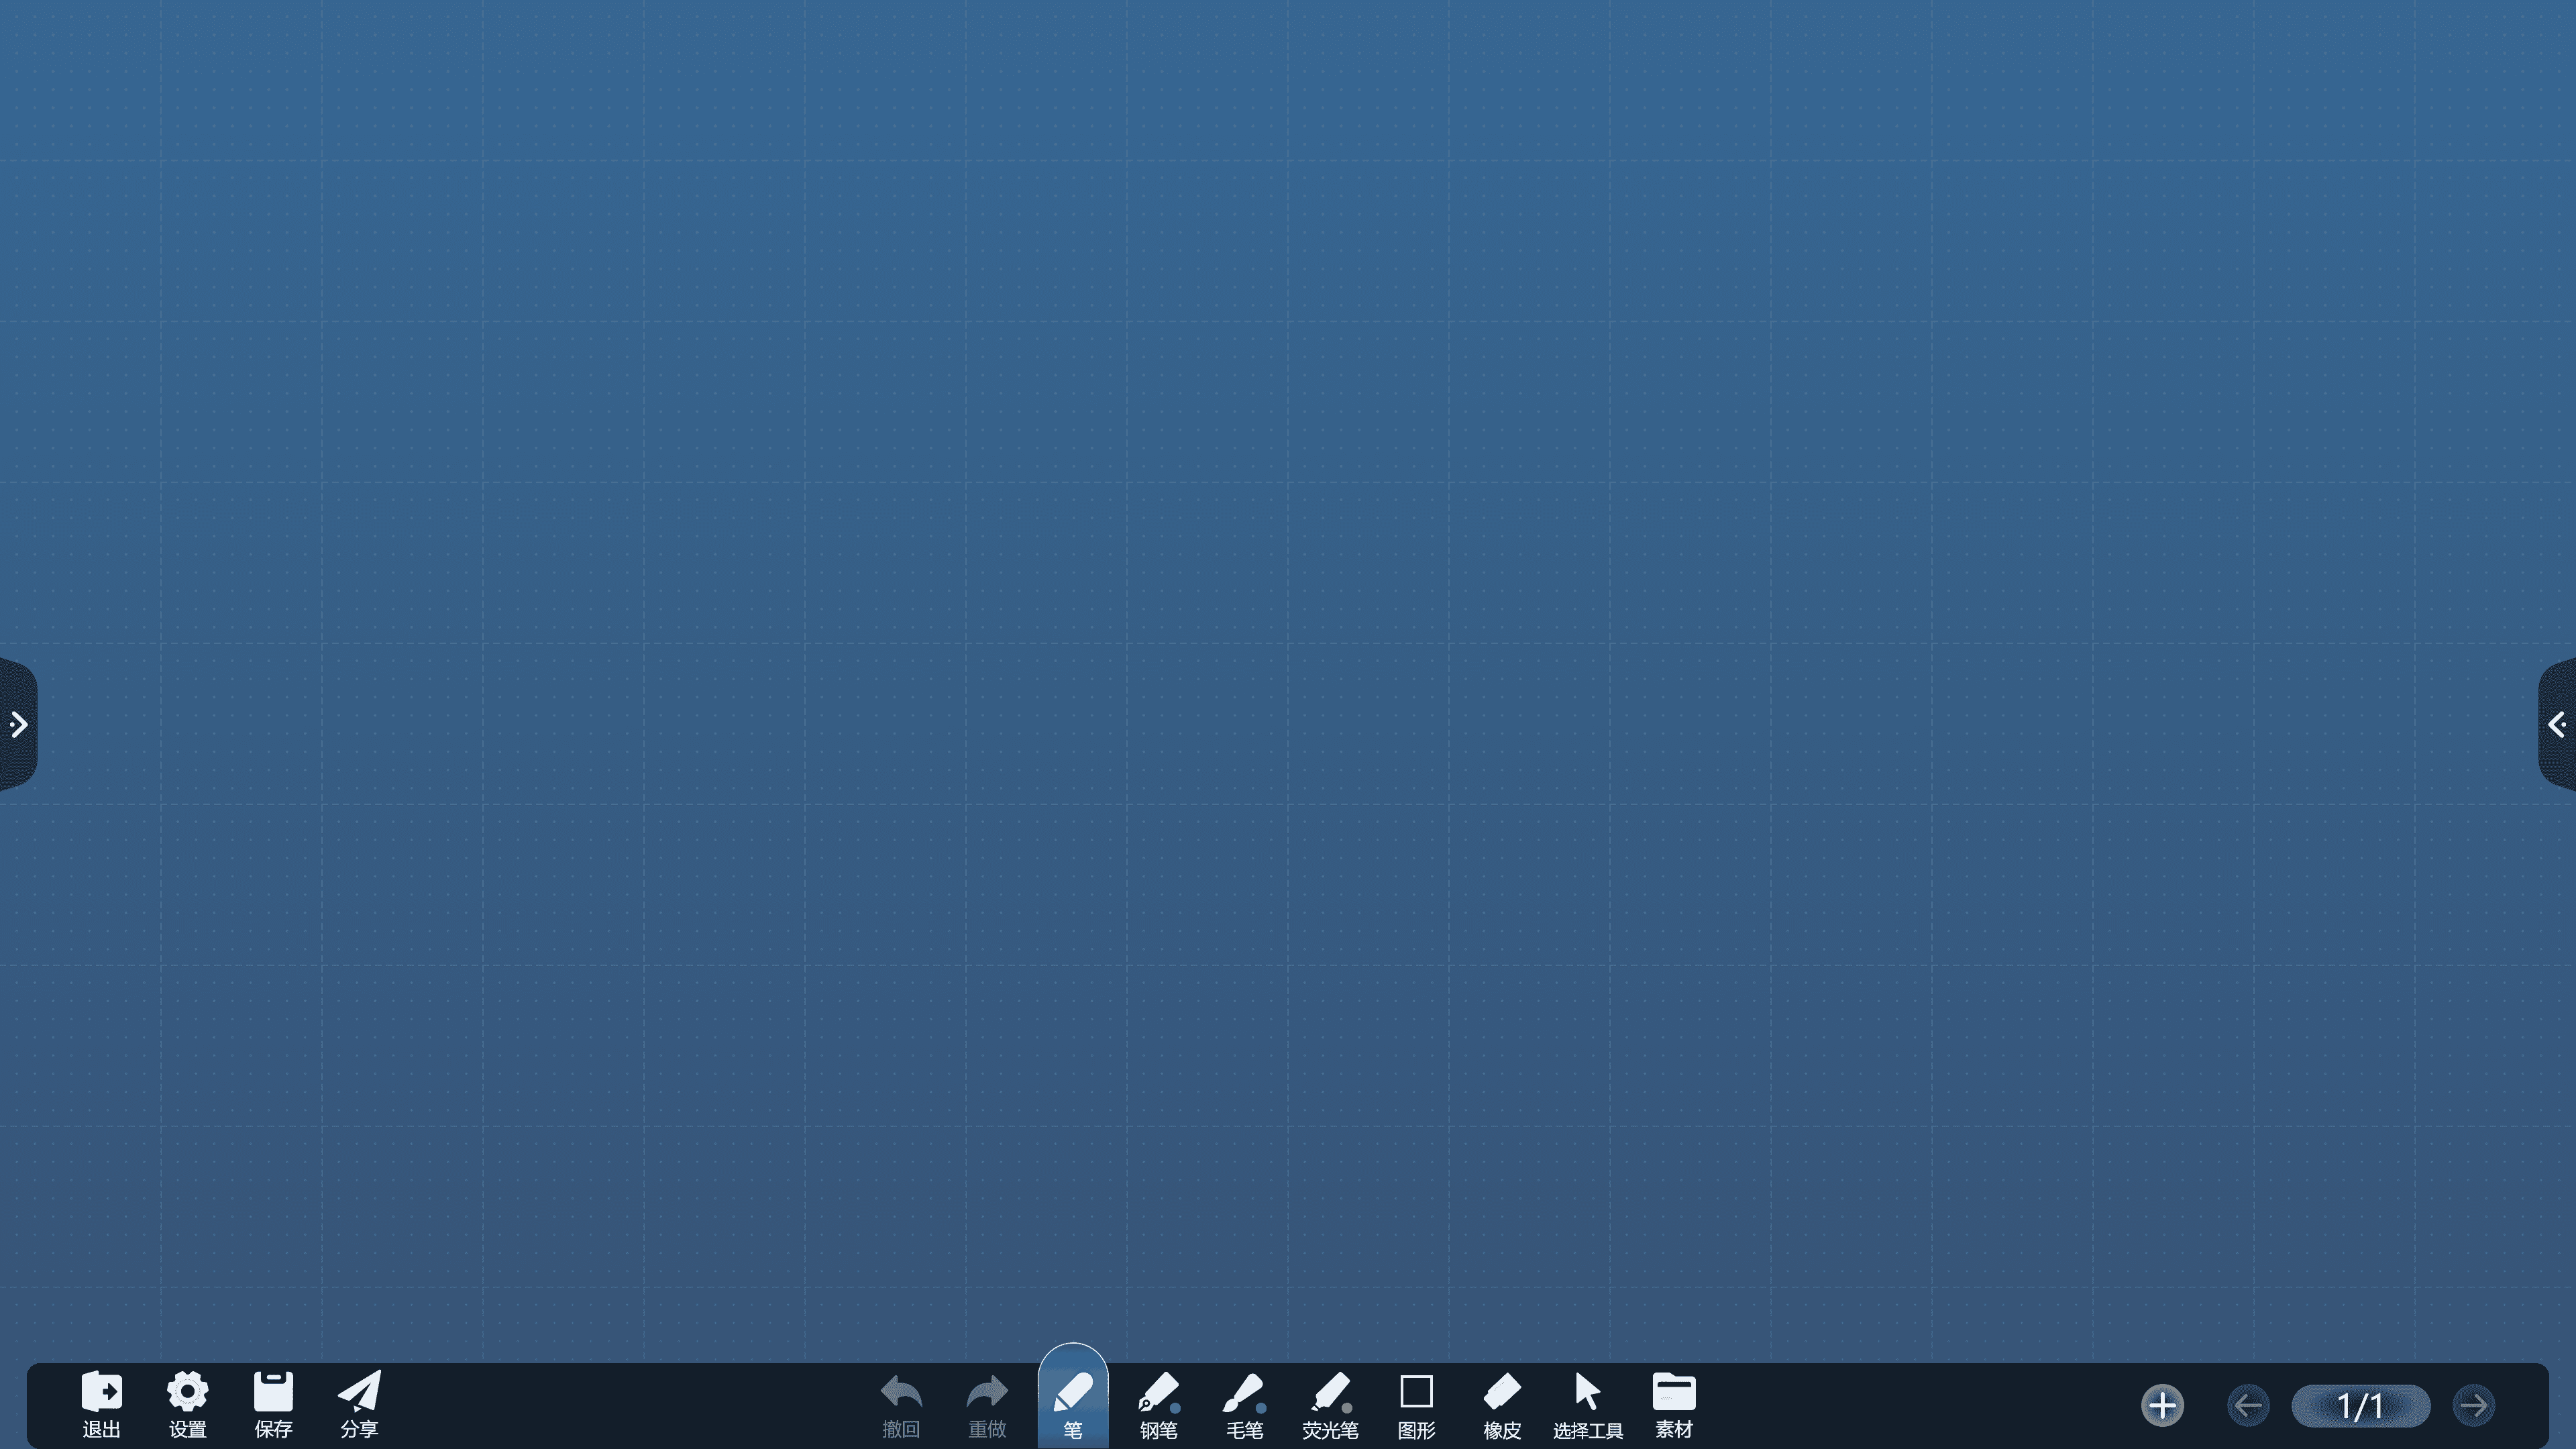 退出 设置 保存 分享 撤回 重做 笔 钢笔 毛笔 荧光笔 图形 橡皮 选择工具 素材 1/1